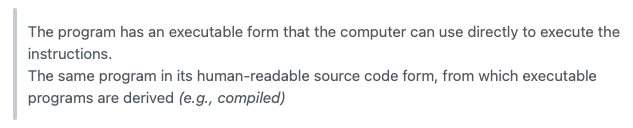 The program has an executable form that the computer can use directly to execute the
instructions.
The same program in its human-readable source code form, from which executable
programs are derived (e.g., compiled)